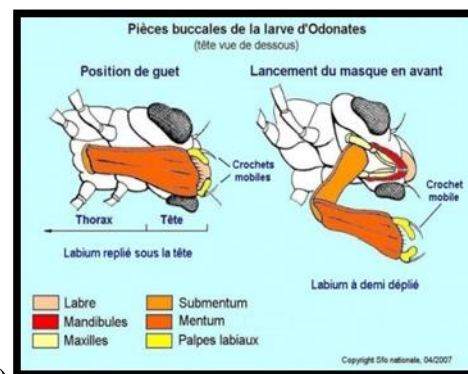 Pièces buccales de la larve d'Odonates
(tête vue de dessous)
Position de guet
Lancement du masque en avant
Crochets
mobiles
Crochet
mobile
Thorax
Tête
Labium replié sous la tête
Labium à demi déplié
Labre
Mandibules
Maxilles
Submentum
Mentum
Palpes labiaux
Copyright Sfo nationale, 04/2007
)